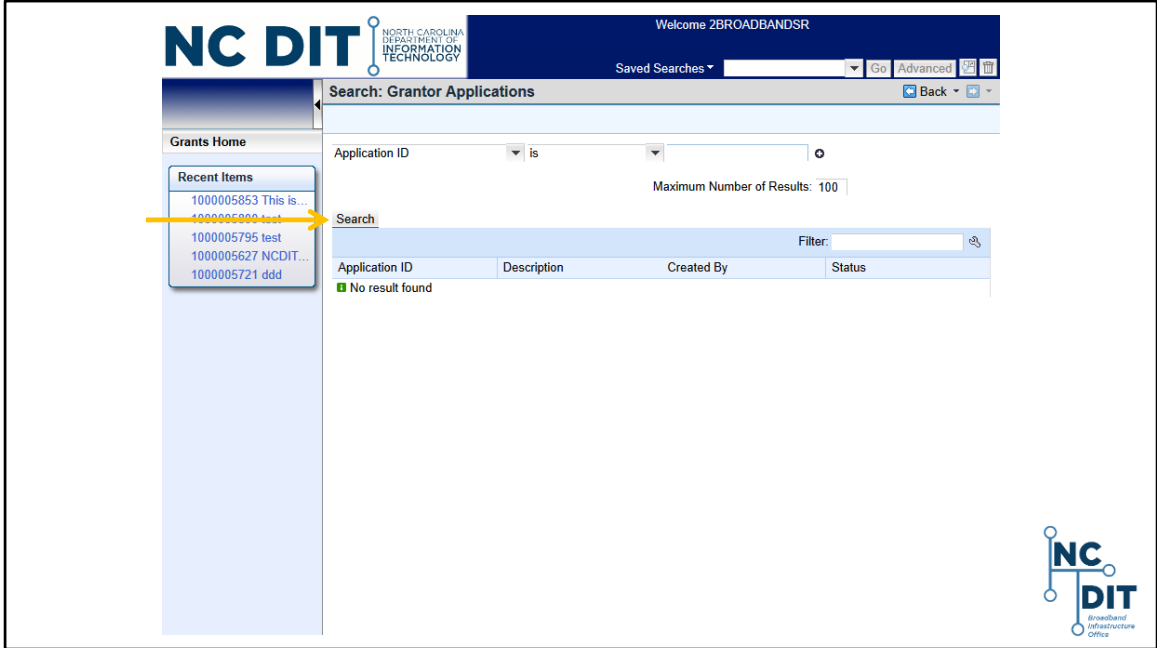 NC DIT
NORTH CAROLINA
DEPARTMENT OF
INFORMATION
TECHNOLOGY
Welcome 2BROADBANDSR
Saved Searches
Go Advanced
Search: Grantor Applications
Back
Grants Home
Recent Items
1000005853 This is...
1000005800 test
1000005795 test
1000005627 NCDIT...
1000005721 ddd
Application ID is
Maximum Number of Results: 100
Search
Filter:
Application ID Description Created By Status
No result found
NC
DIT
Broadband
Infrastructure
Office